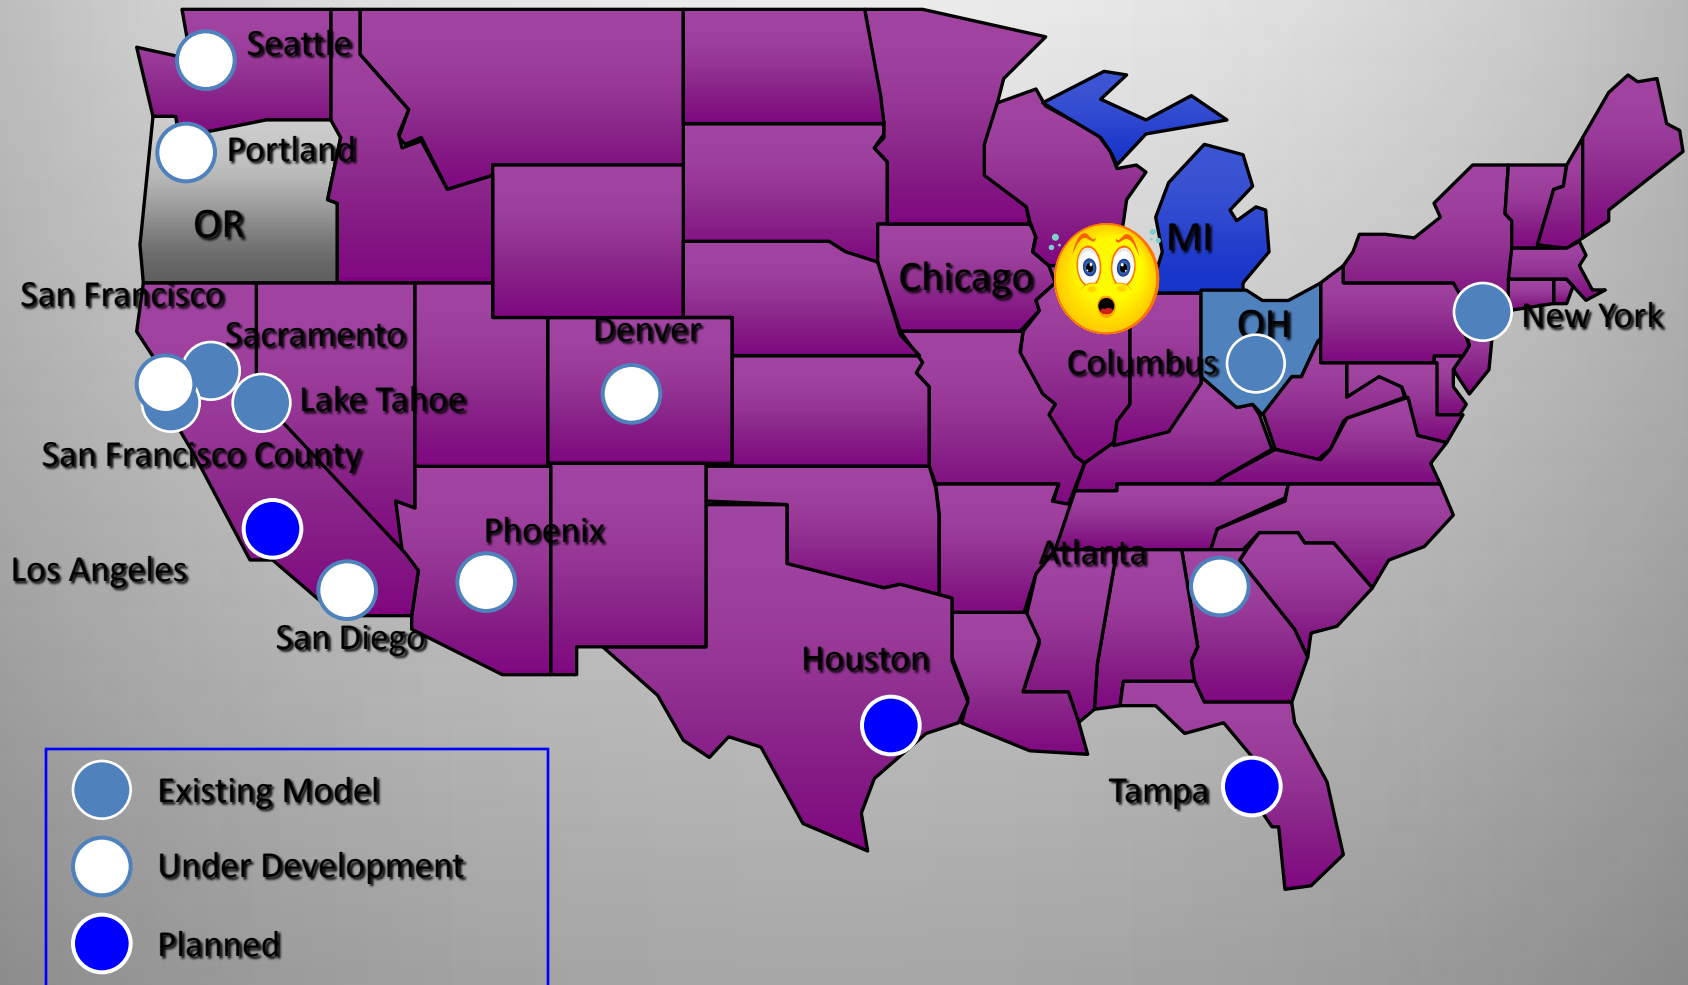 Seattle
Portland
OR
MI
Chicago
San Francisco
Sacramento
Denver
OH
New York
Columbus
Lake Tahoe
San Francisco County
Phoenix
Atlanta
Los Angeles
San Diego
Houston
Tampa
Existing Model
Under Development
Planned